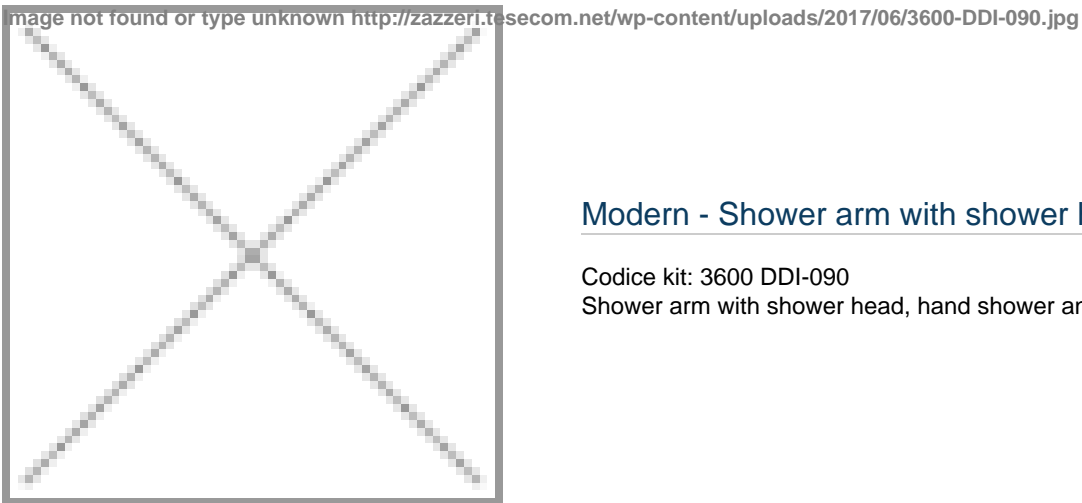 Image not found or type unknown http://zazzeri.tesecom.net/wp-content/uploads/2017/06/3600-DDI-090.jpg
Modern - Shower arm with shower
Codice kit: 3600 DDI-090
Shower arm with shower head, hand shower